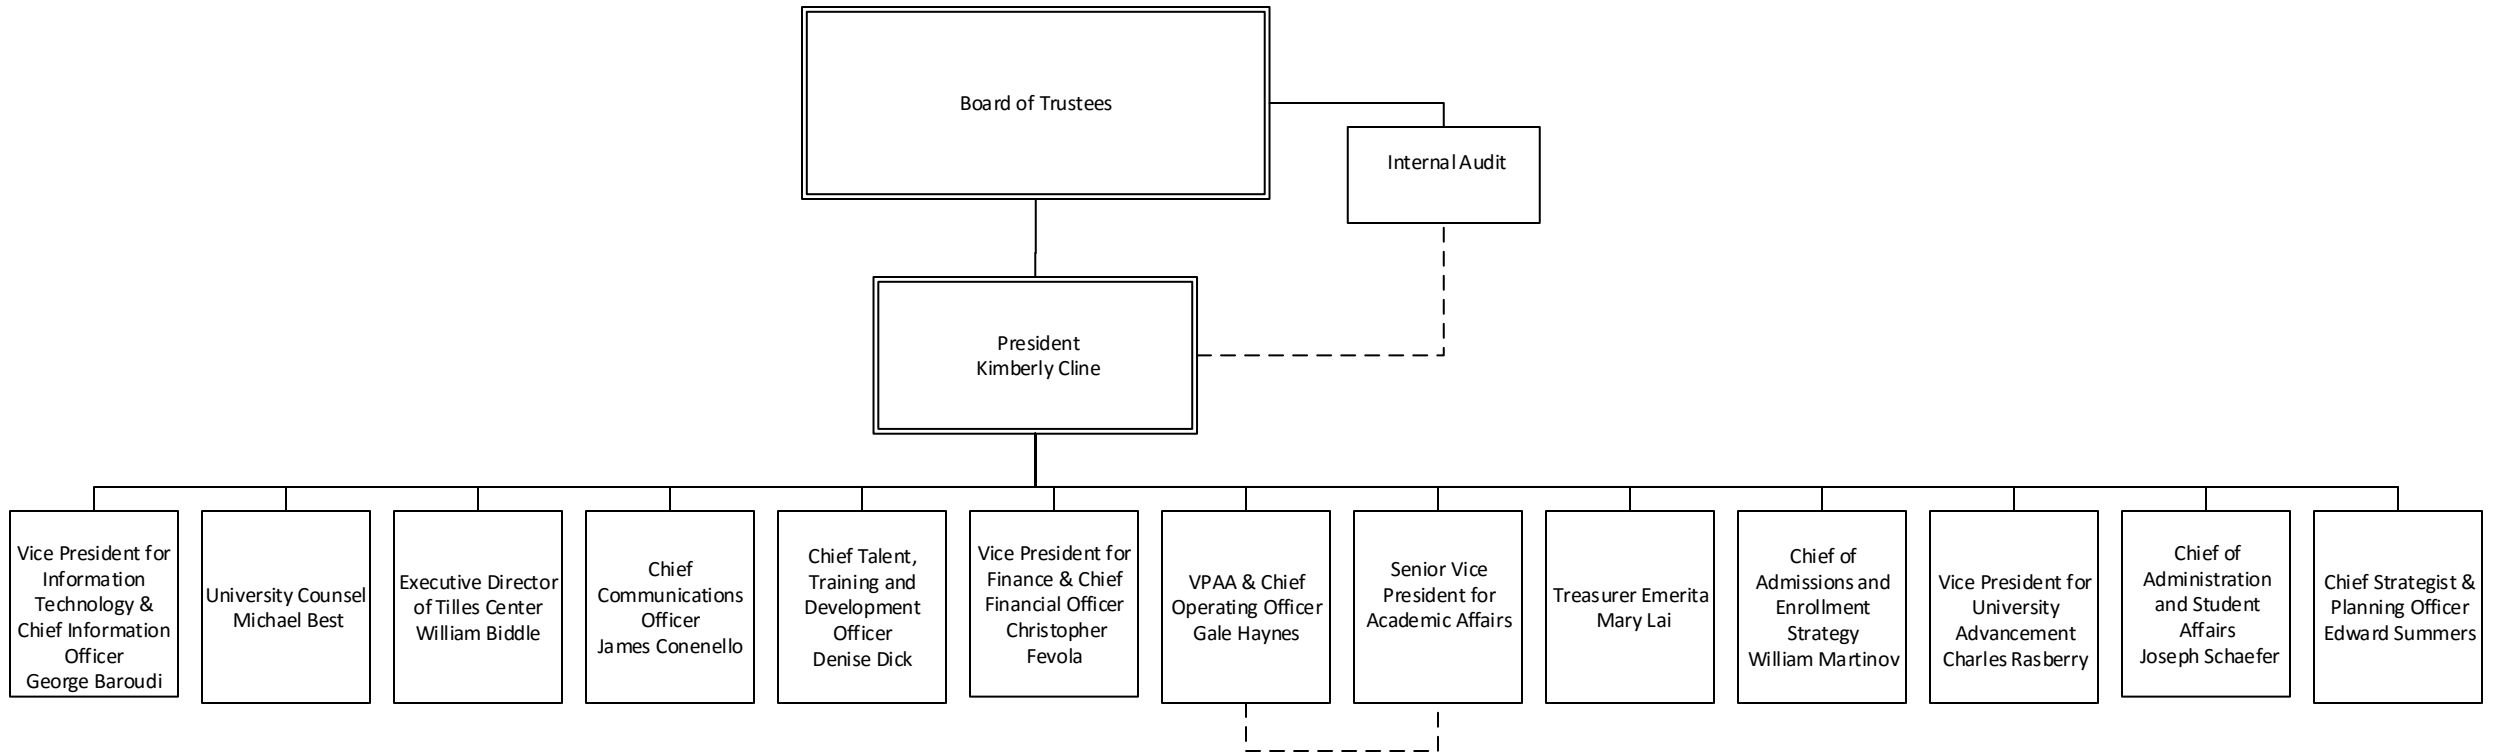 Board of Trustees
Internal Audit
President
Kimberly Cline
Vice President for
Information
Technology &
Chief Information
Officer
George Baroudi
University Counsel
Michael Best
Executive Director
of Tilles Center
William Biddle
Chief
Communications
Officer
James Conenello
Chief Talent,
Training and
Development
Officer
Denise Dick
Vice President for
Finance & Chief
Financial Officer
Christopher
Fevola
VPAA & Chief
Operating Officer
Gale Haynes
Senior Vice
President for
Academic Affairs
Treasurer Emerita
Mary Lai
Chief of
Admissions and
Enrollment
Strategy
William Martinov
Vice President for
University
Advancement
Charles Rasberry
Chief of
Administration
and Student
Affairs
Joseph Schaefer
Chief Strategist &
Planning Officer
Edward Summers